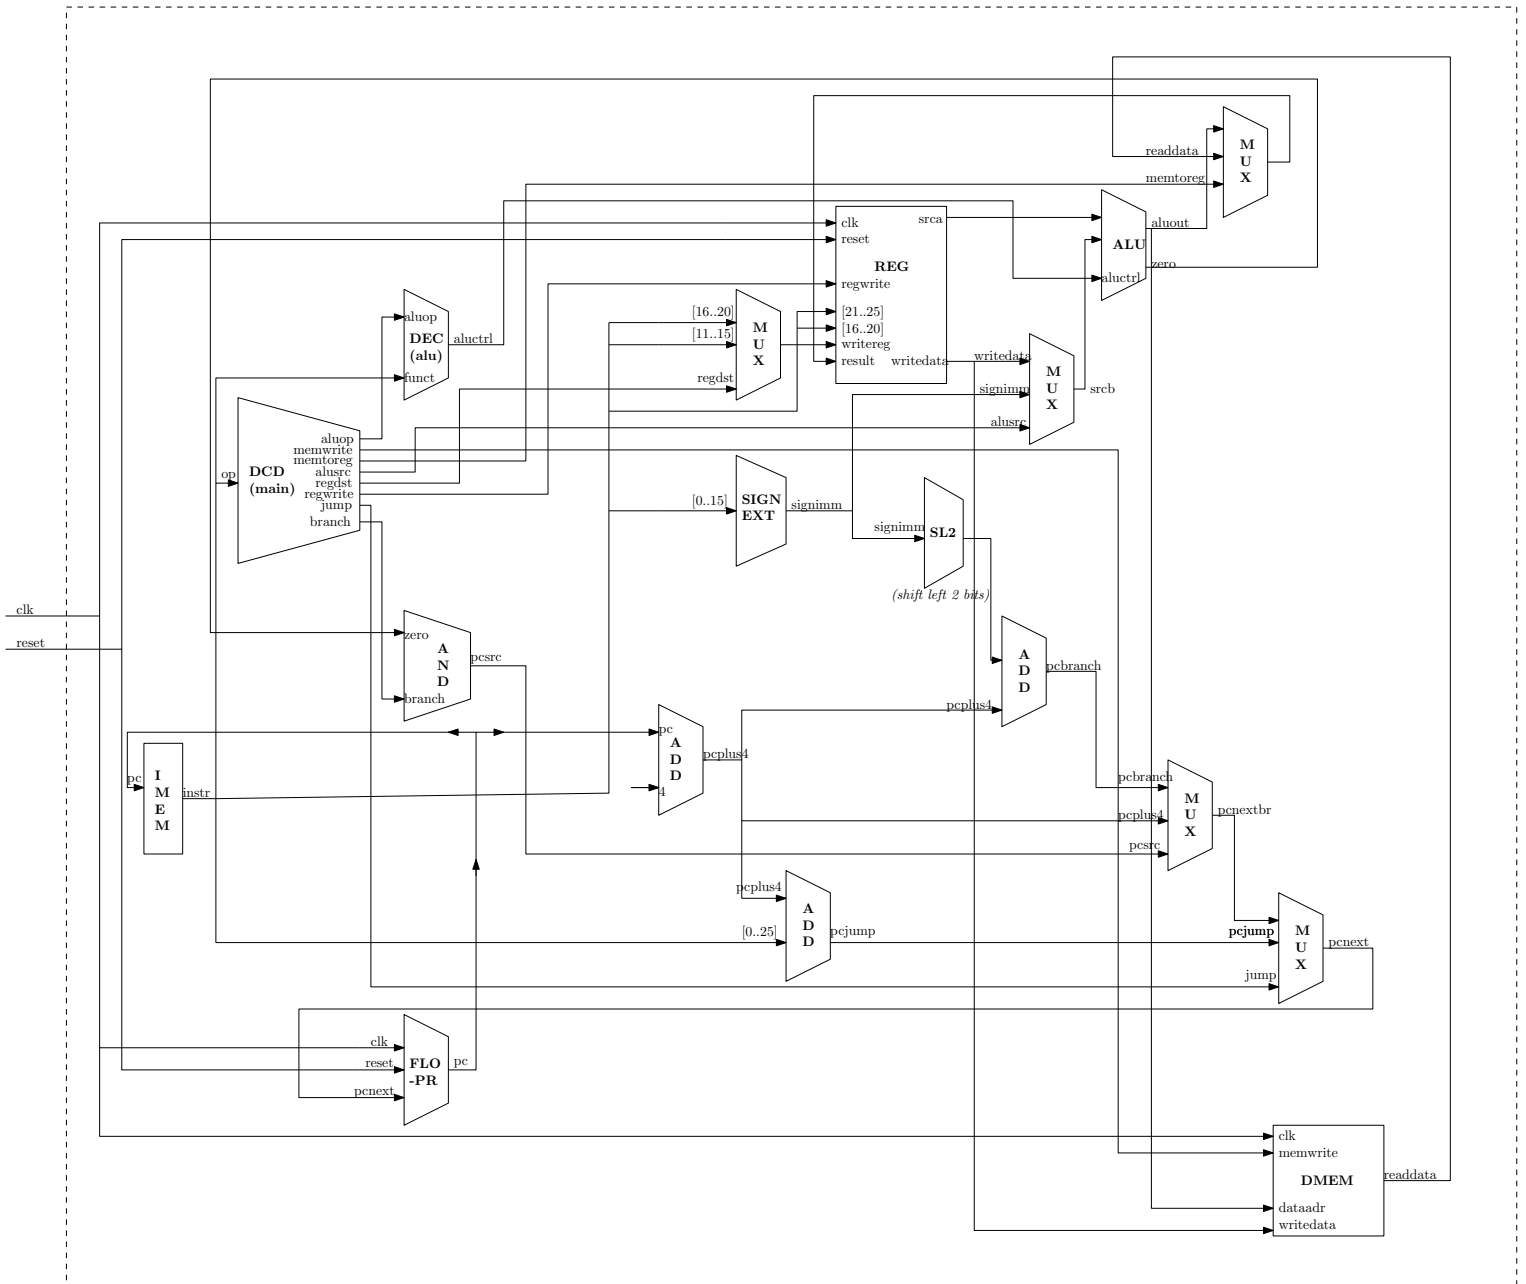 readdata
memtoreg
M
U
X
clk
reset
REG
srca
regwrite
[21..25]
[16..20]
writereg
result
writedata
ALU
aluctrl
aluout
zero
aluop
DEC
(alu)
funct
aluctrl
[16..20]
[11..15]
regdst
M
U
X
writedata
signimm
alusrc
M
U
X
srcb
op
DCD
(main)
aluop
memwrite
memtoreg
alusrc
regdst
regwrite
jump
branch
[0..15]
SIGN
EXT
signimm
signimm
SL2
(shift left 2 bits)
clk
reset
zero
A
N
D
branch
pcsrc
pcplus4
A
D
D
pcbranch
pc
I
M
E
M
instr
pc
A
D
D
4
pcplus4
pcbranch
pcplus4
pcsrc
M
U
X
pcnextbr
pcplus4
[0..25]
A
D
D
pcjump
pcjump
jump
M
U
X
pcnext
clk
reset
pcnext
FLO
-PR
pc
clk
memwrite
DMEM
dataadr
writedata
readdata